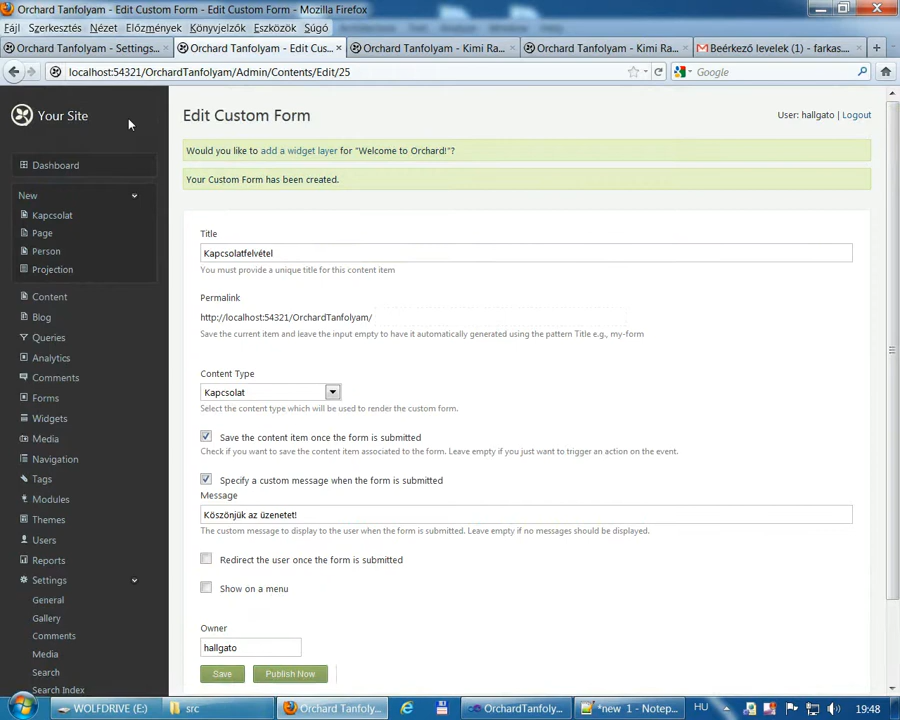 Orchard Tanfolyam - Edit Custom Form - Edit Custom Form - Mozilla Firefox
Fájl Szerkesztés Nézet Előzmények Könyvjelzők Eszközök Súgó
Orchard Tanfolyam - Settings... Orchard Tanfolyam - Edit Cus... Orchard Tanfolyam - Kimi Ra... Orchard Tanfolyam - Kimi Ra... Beérkező levelek (1) - farkas....
localhost:54321/OrchardTanfolyam/Admin/Contents/Edit/25 Google
Your Site
Dashboard
New
Kapcsolat
Page
Person
Projection
Content
Blog
Queries
Analytics
Comments
Forms
Widgets
Media
Navigation
Tags
Modules
Themes
Users
Reports
Settings
General
Gallery
Comments
Media
Search
Search Index
Edit Custom Form
User: hallgato | Logout
Would you like to add a widget layer for "Welcome to Orchard!"?
Your Custom Form has been created.
Title
Kapcsolatfelvétel
You must provide a unique title for this content item
Permalink
http://localhost:54321/OrchardTanfolyam/
Save the current item and leave the input empty to have it automatically generated using the pattern Title e.g., my-form
Content Type
Kapcsolat
Select the content type which will be used to render the custom form.
Save the content item once the form is submitted
Check if you want to save the content item associated to the form. Leave empty if you just want to trigger an action on the event.
Specify a custom message when the form is submitted
Message
Köszönjük az üzenetet!
The custom message to display to the user when the form is submitted. Leave empty if no messages should be displayed.
Redirect the user once the form is submitted
Show on a menu
Owner
hallgato
Save Publish Now
WOLFDRIVE (E:) src Orchard Tanfolya... OrchardTanfoly... *new 1 - Notep... HU 19:48